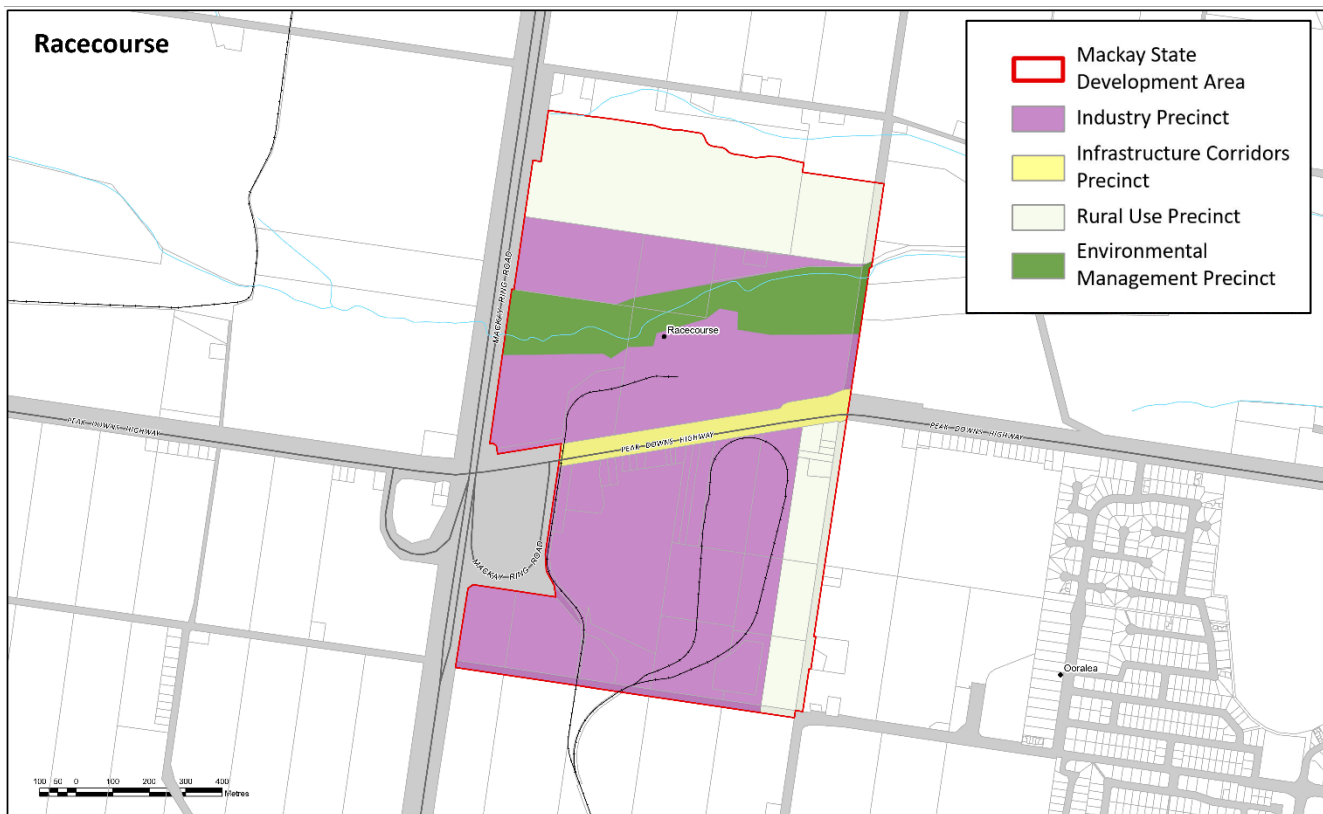 Racecourse
Mackay State
Development Area
Industry Precinct
Infrastructure Corridors
Precinct
Rural Use Precinct
Environmental
Management Precinct
MACKAY RING ROAD
Racecourse
PEAK DOWNS HIGHWAY
PEAK DOWNS HIGHWAY
PEAK DOWNS HIGHWAY
MACKAY RING ROAD
Ooralea
100 50 0 100 200 300 400
Metres